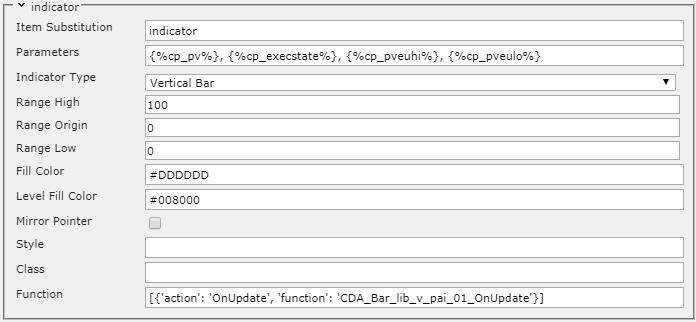 indicator
Item Substitution indicator
Parameters {%cp_pv%}, {%cp_execstate%}, {%cp_pveuhi%}, {%cp_pveulo%}
Indicator Type Vertical Bar
Range High 100
Range Origin 0
Range Low 0
Fill Color #DDDDDD
Level Fill Color #008000
Mirror Pointer
Style
Class
Function [{'action': 'OnUpdate', 'function': 'CDA_Bar_lib_v_pai_01_OnUpdate'}]